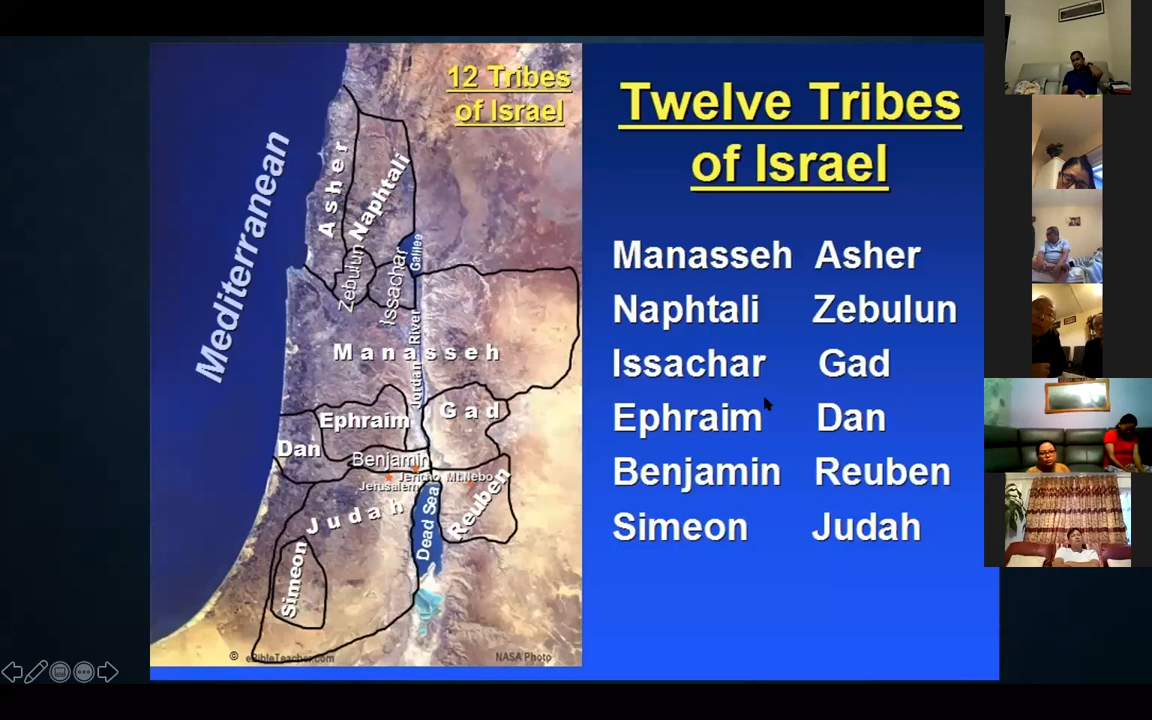 12 Tribes
of Israel
Mediterranean
Asher
Naphtali
Zebulun
Issachar
Galilee
Jordan River
Manasseh
Ephraim
Gad
Dan
Benjamin
Jericho Mt.Nebo
Jerusalem
Judah
Dead Sea
Reuben
Simeon
© eBibleTeacher.com
NASA Photo
Twelve Tribes
of Israel
Manasseh Asher
Naphtali Zebulun
Issachar Gad
Ephraim Dan
Benjamin Reuben
Simeon Judah